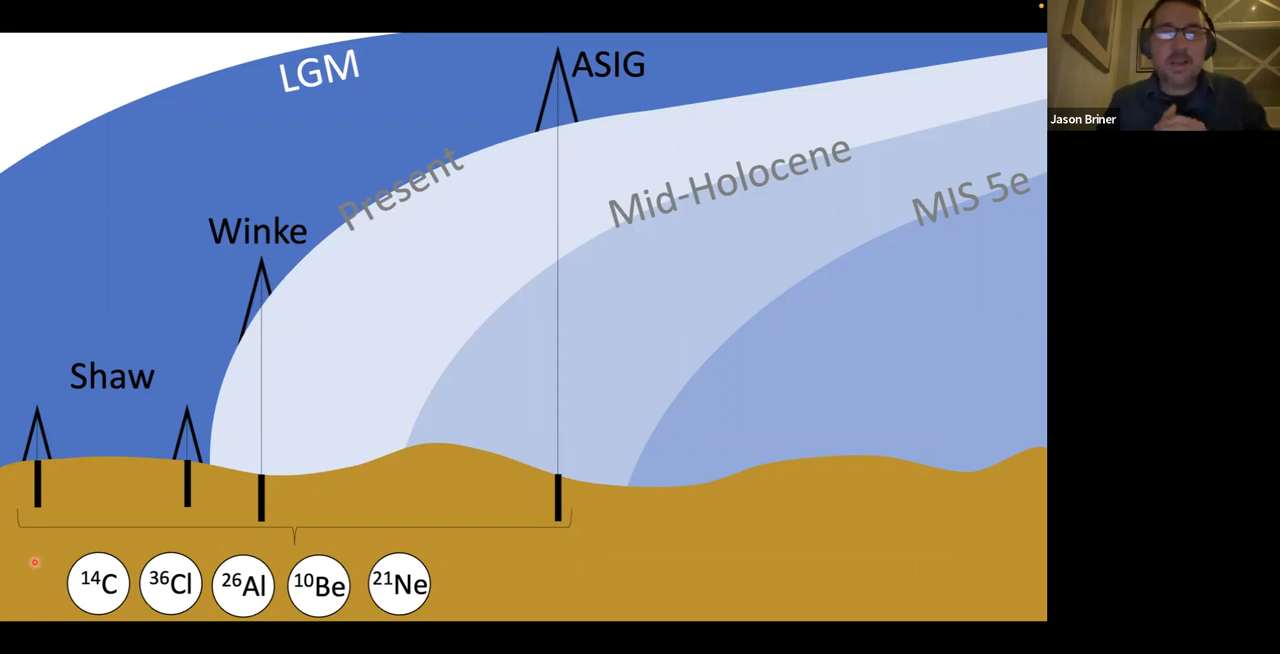 LGM
ASIG
Jason Briner
Present
Mid-Holocene
MIS 5e
Winke
Shaw
14C 36Cl 26Al 10Be 21Ne